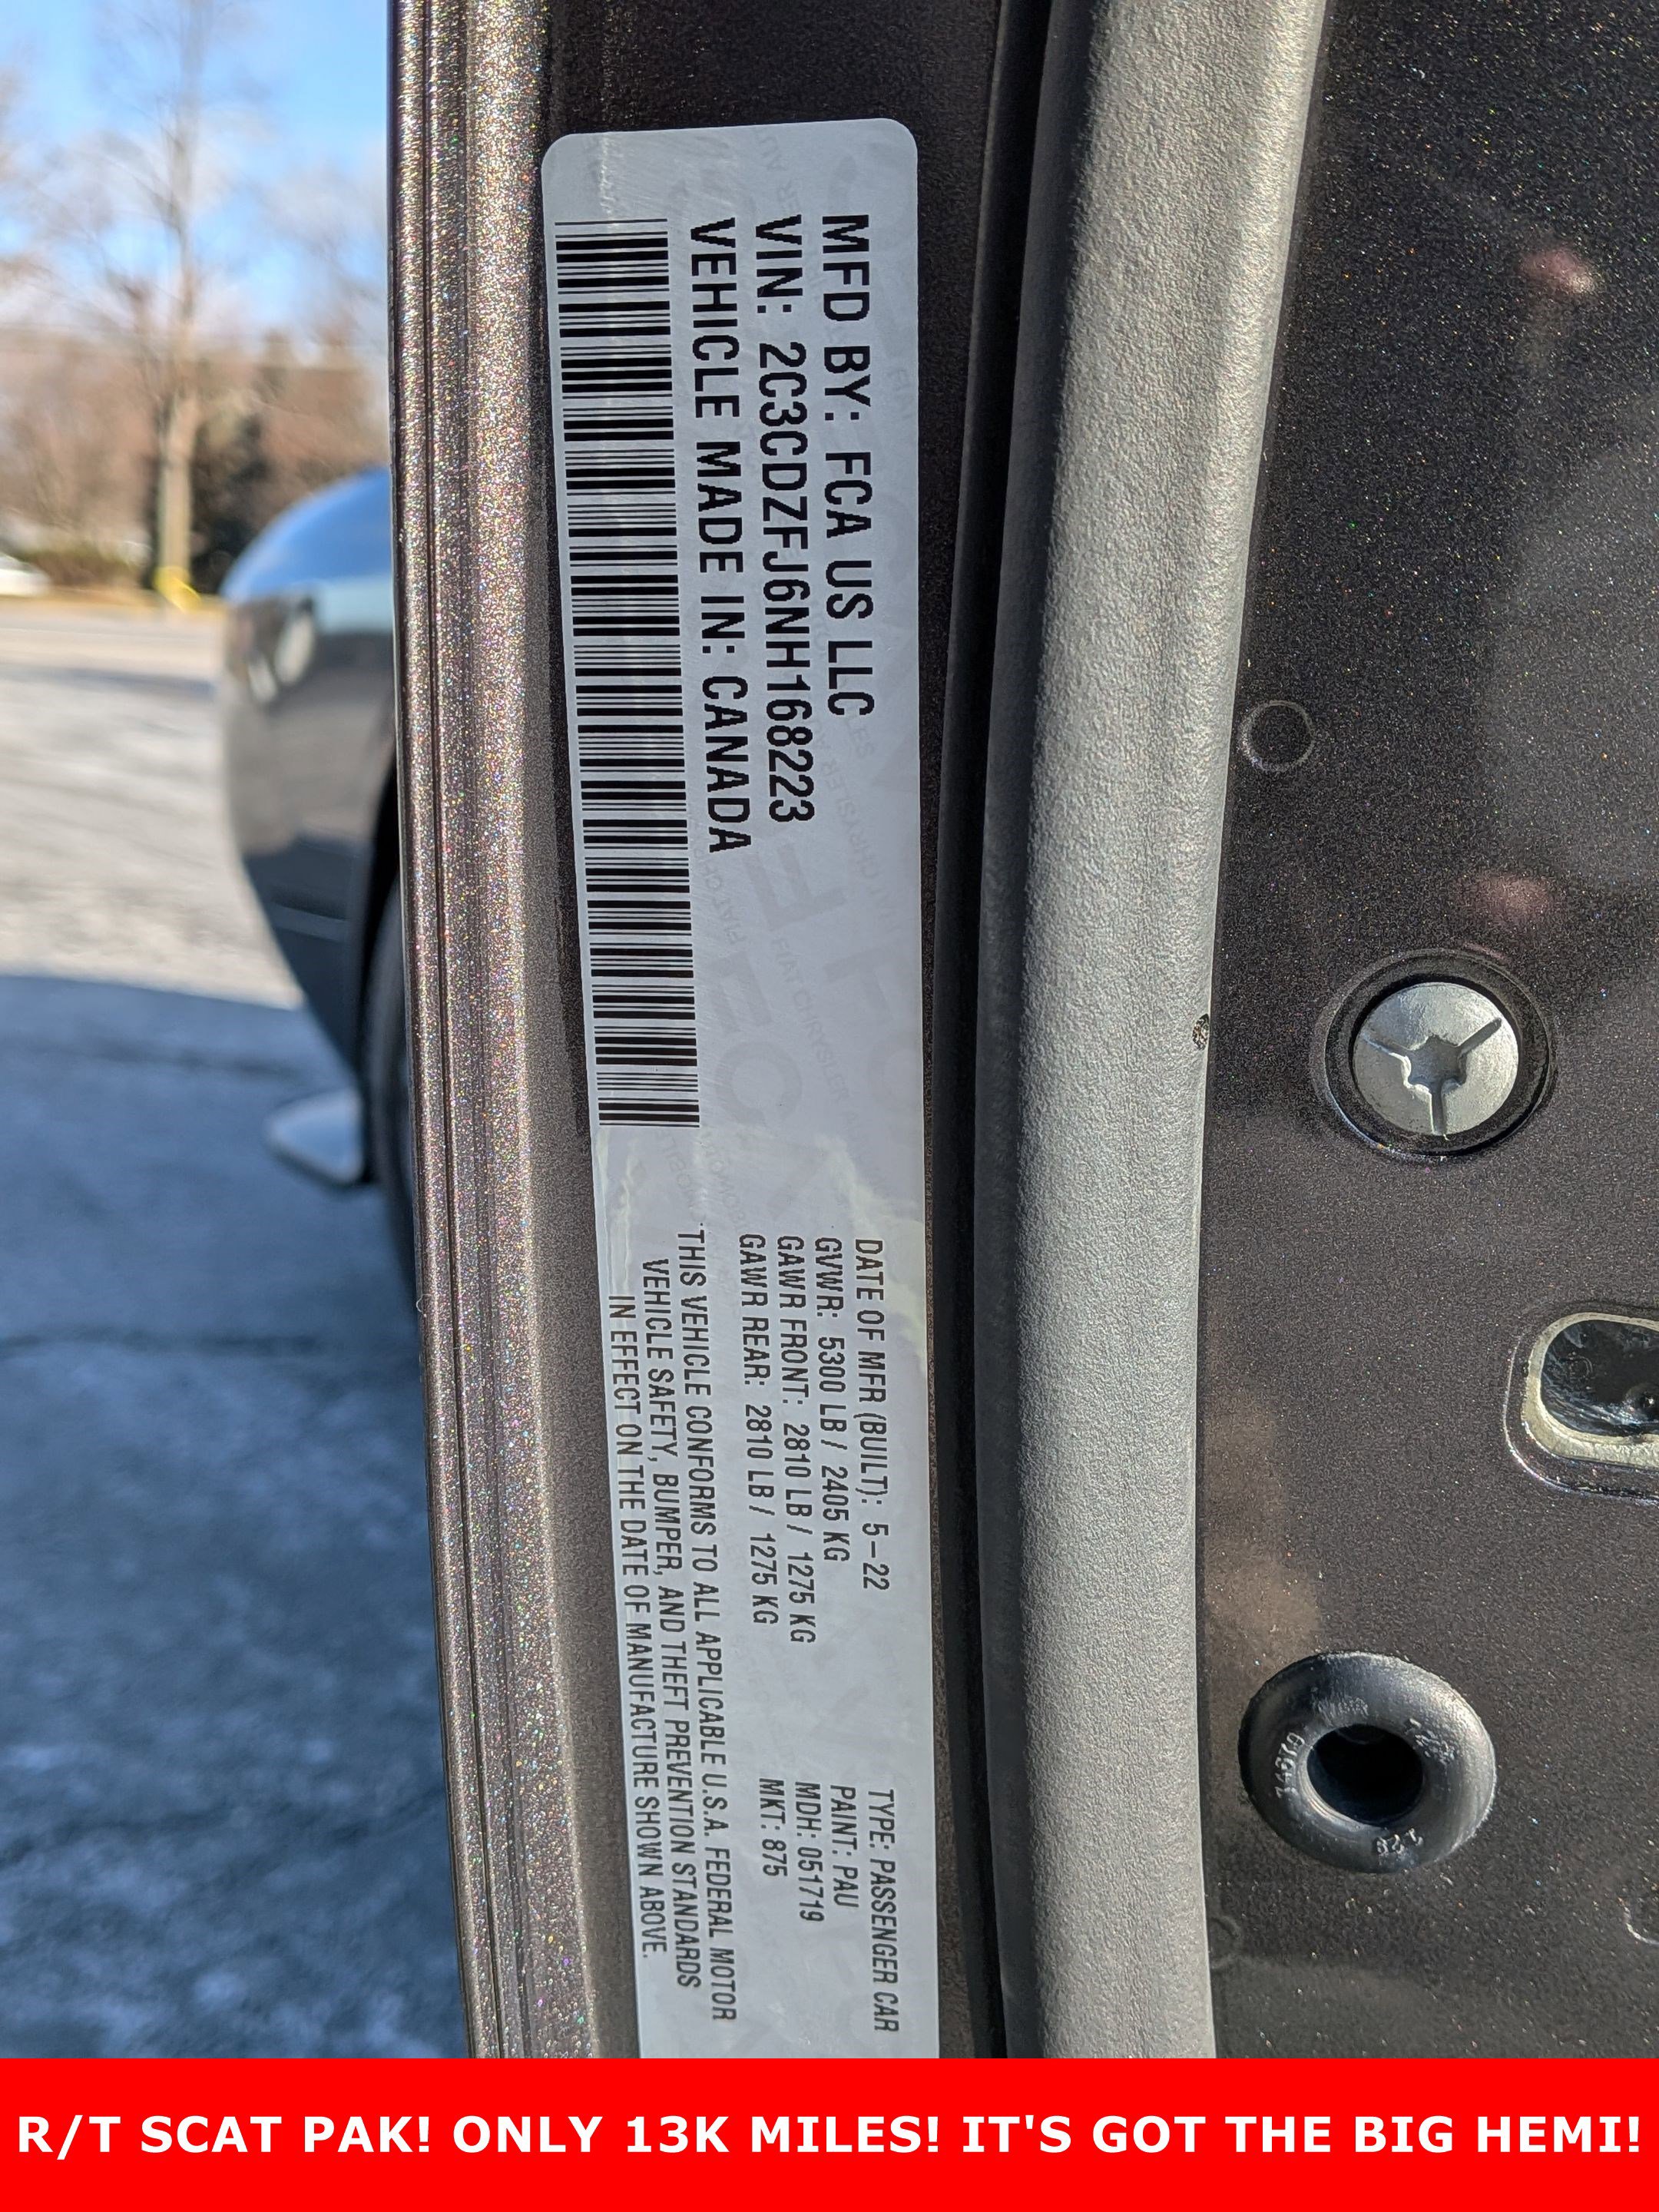 MFD BY: FCA US LLC
VIN: 2C3CDZFJ6NH168223
VEHICLE MADE IN: CANADA
DATE OF MFR (BUILT): 5-22
GVWR: 5300 LB / 2405 KG
GAWR FRONT: 2810 LB / 1275 KG
GAWR REAR: 2810 LB / 1275 KG
THIS VEHICLE CONFORMS TO ALL APPLICABLE U.S.A. FEDERAL MOTOR
VEHICLE SAFETY, BUMPER, AND THEFT PREVENTION STANDARDS
IN EFFECT ON THE DATE OF MANUFACTURE SHOWN ABOVE.
TYPE: PASSENGER CAR
PAINT: PAU
MDH: 051719
MKT: 875
R/T SCAT PAK! ONLY 13K MILES! IT'S GOT THE BIG HEMI!